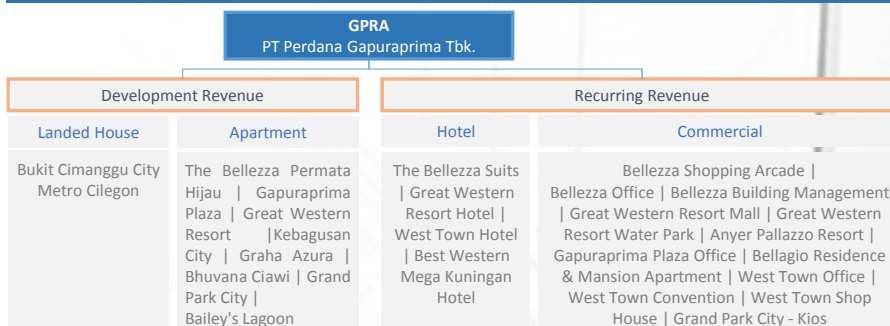 GPRA
PT Perdana Gapuraprima Tbk.
Development Revenue
Recurring Revenue
Landed House
Apartment
Hotel
Commercial
Bukit Cimanggu City
Metro Cilegon
The Bellezza Permata
Hijau | Gapuraprima
Plaza | Great Western
Resort |Kebagusan
City | Graha Azura |
Bhuvana Ciawi | Grand
Park City |
Bailey's Lagoon
The Bellezza Suits
| Great Western
Resort Hotel |
West Town Hotel
| Best Western
Mega Kuningan
Hotel
Bellezza Shopping Arcade |
Bellezza Office | Bellezza Building Management
| Great Western Resort Mall | Great Western
Resort Water Park | Anyer Pallazzo Resort |
Gapuraprima Plaza Office | Bellagio Residence
& Mansion Apartment | West Town Office |
West Town Convention | West Town Shop
House | Grand Park City - Kios